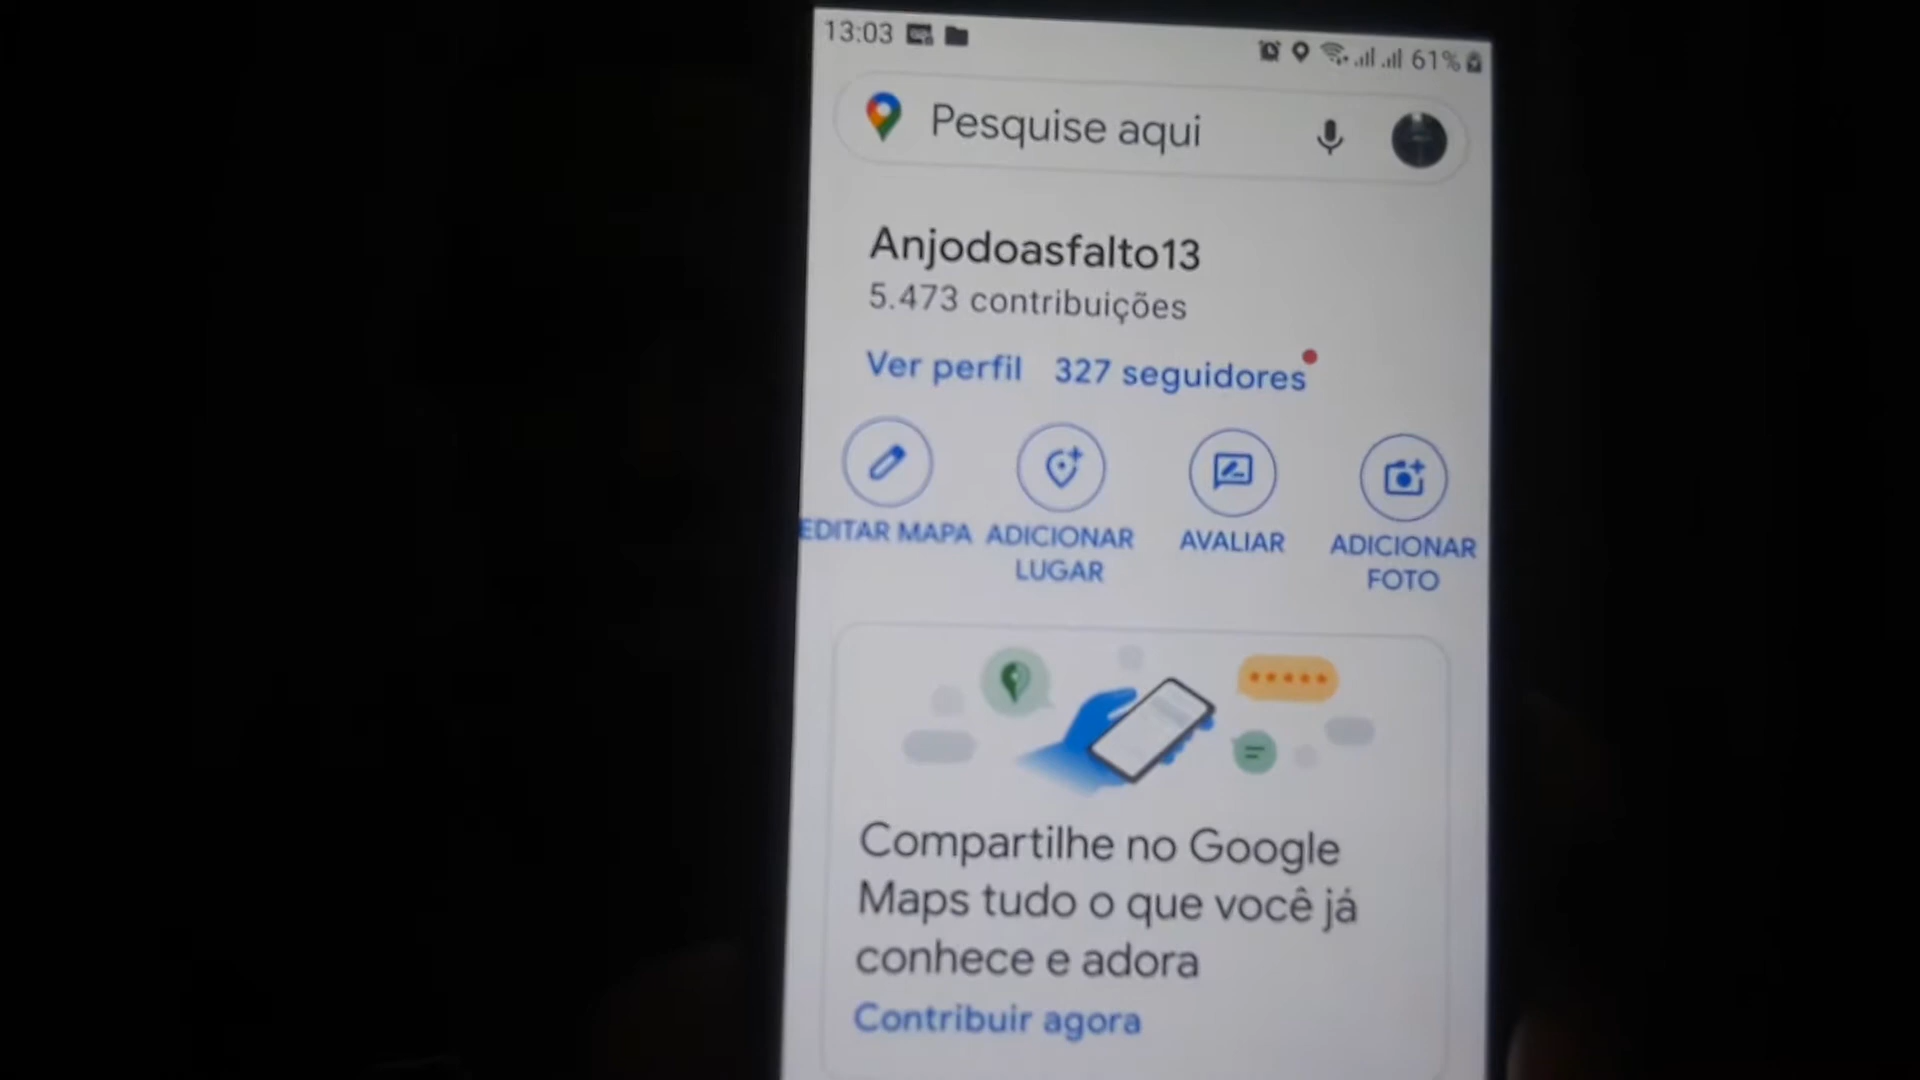 13:03 61%
Pesquise aqui
Anjodoasfalto13
5.473 contribuições
Ver perfil 327 seguidores
EDITAR MAPA ADICIONAR LUGAR AVALIAR ADICIONAR FOTO
Compartilhe no Google
Maps tudo o que você já
conhece e adora
Contribuir agora